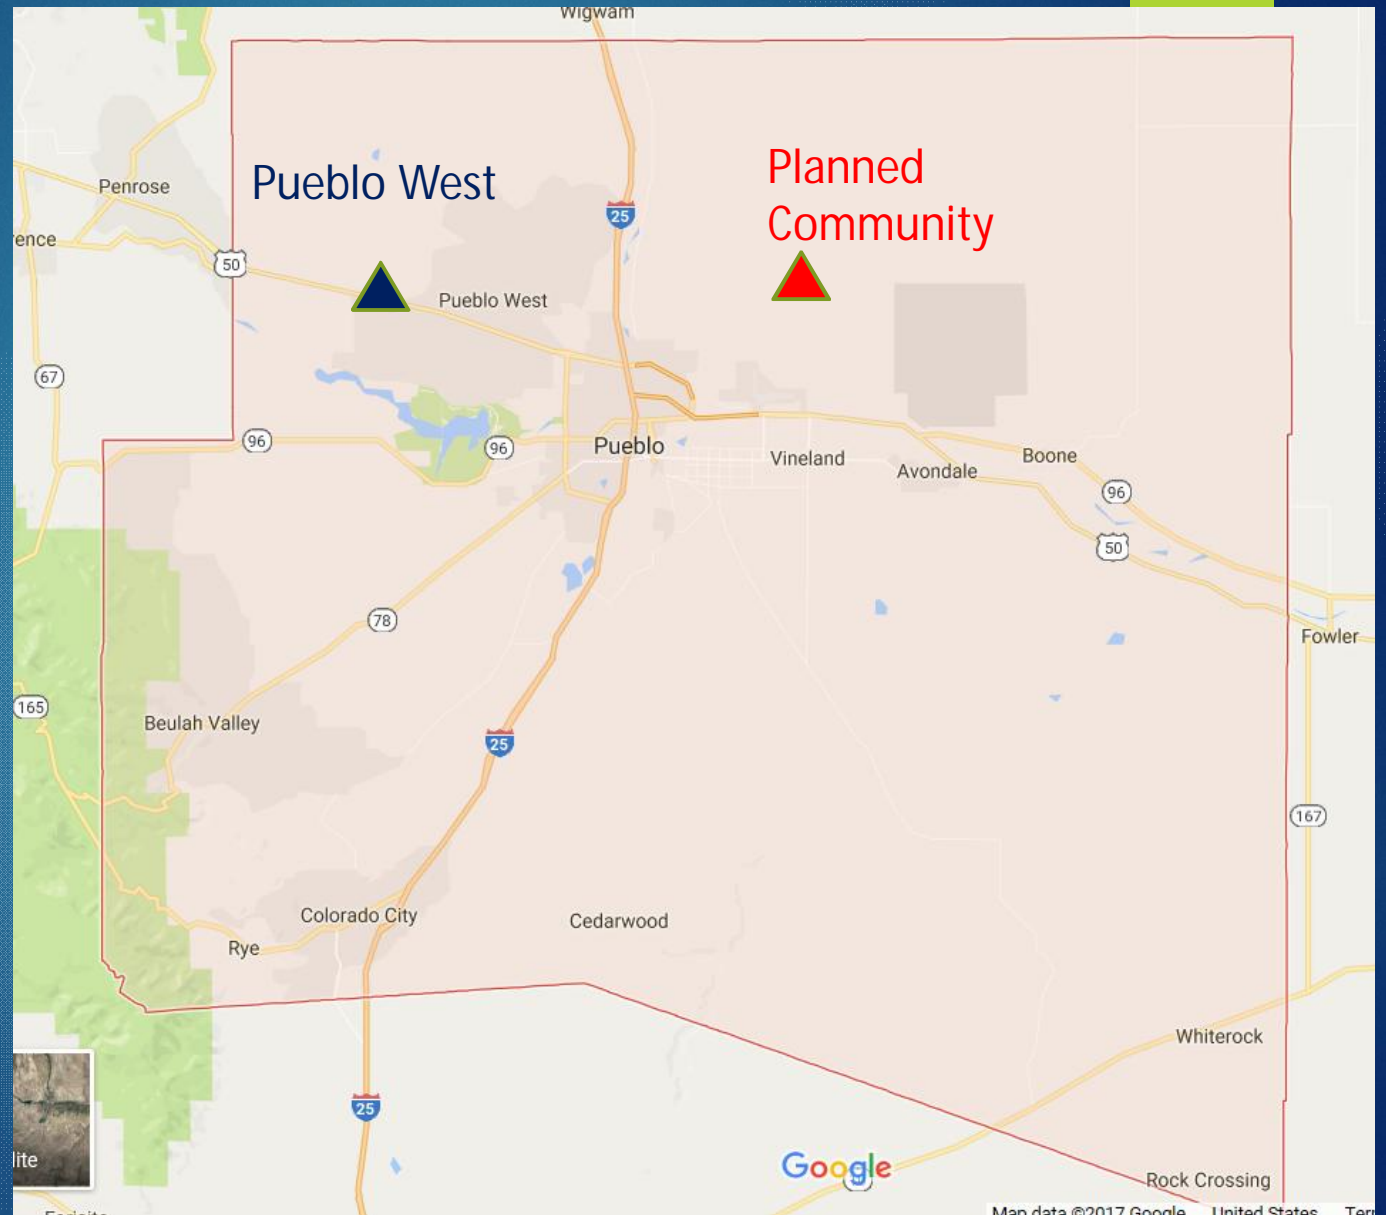 Wigwam
Planned
Community
Pueblo West
Penrose
25
50
Pueblo West
67
96
96
Pueblo
Vineland
Avondale
Boone
96
50
78
Fowler
165
Beulah Valley
25
167
Colorado City
Cedarwood
Rye
Whiterock
25
Google
Rock Crossing
Map data ©2017 Google United States